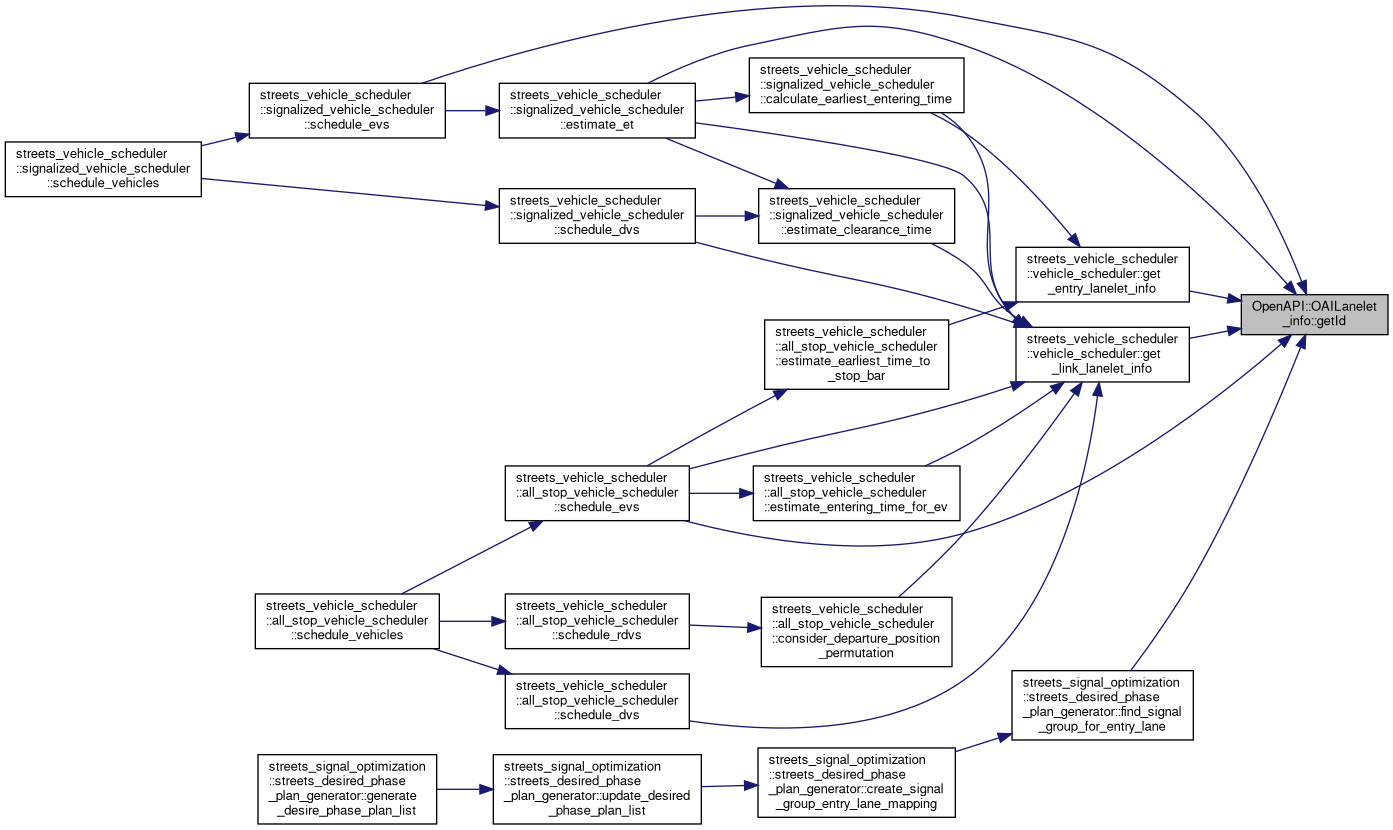 streets_vehicle_scheduler
::signalized_vehicle_scheduler
::calculate_earliest_entering_time
streets_vehicle_scheduler
::signalized_vehicle_scheduler
::schedule_evs
streets_vehicle_scheduler
::signalized_vehicle_scheduler
::estimate_et
streets_vehicle_scheduler
::signalized_vehicle_scheduler
::schedule_vehicles
streets_vehicle_scheduler
::signalized_vehicle_scheduler
::schedule_dvs
streets_vehicle_scheduler
::signalized_vehicle_scheduler
::estimate_clearance_time
streets_vehicle_scheduler
::vehicle_scheduler::get
_entry_lanelet_info
OpenAPI::OAILanelet
_info::getId
streets_vehicle_scheduler
::all_stop_vehicle_scheduler
::estimate_earliest_time_to
_stop_bar
streets_vehicle_scheduler
::vehicle_scheduler::get
_link_lanelet_info
streets_vehicle_scheduler
::all_stop_vehicle_scheduler
::schedule_evs
streets_vehicle_scheduler
::all_stop_vehicle_scheduler
::estimate_entering_time_for_ev
streets_vehicle_scheduler
::all_stop_vehicle_scheduler
::schedule_vehicles
streets_vehicle_scheduler
::all_stop_vehicle_scheduler
::schedule_rdvs
streets_vehicle_scheduler
::all_stop_vehicle_scheduler
::consider_departure_position
_permutation
streets_vehicle_scheduler
::all_stop_vehicle_scheduler
::schedule_dvs
streets_signal_optimization
::streets_desired_phase
_plan_generator::find_signal
_group_for_entry_lane
streets_signal_optimization
::streets_desired_phase
_plan_generator::generate
_desire_phase_plan_list
streets_signal_optimization
::streets_desired_phase
_plan_generator::update_desired
_phase_plan_list
streets_signal_optimization
::streets_desired_phase
_plan_generator::create_signal
_group_entry_lane_mapping